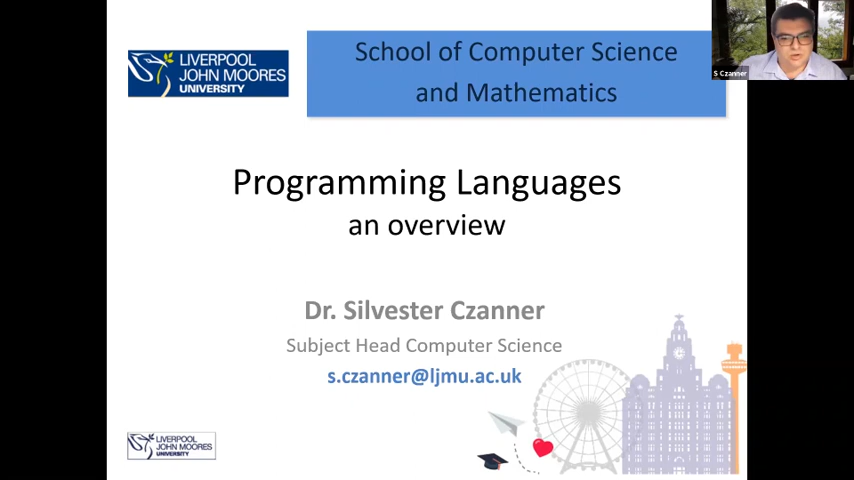 LIVERPOOL
JOHN MOORES
UNIVERSITY
School of Computer Science
and Mathematics
S Czanner
Programming Languages
an overview
Dr. Silvester Czanner
Subject Head Computer Science
s.czanner@ljmu.ac.uk
LIVERPOOL
JOHN MOORES
UNIVERSITY